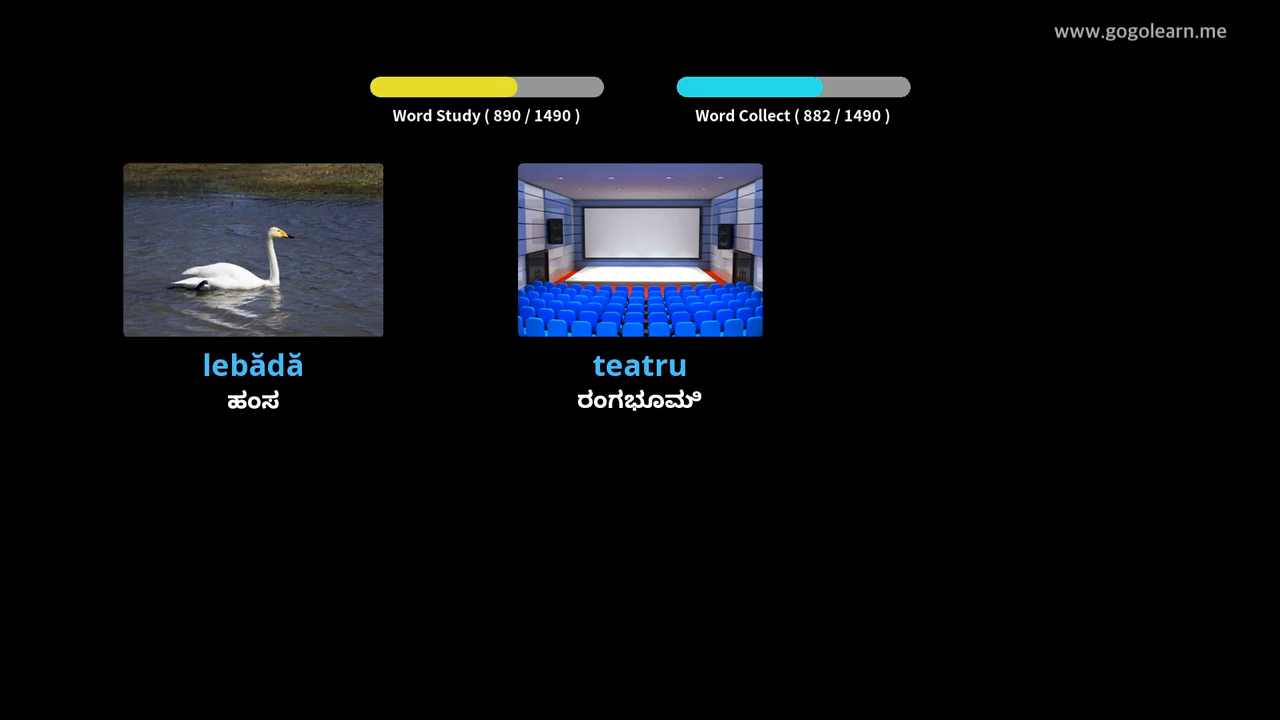 www.gogolearn.me
Word Study ( 890 / 1490 )
Word Collect ( 882 / 1490 )
lebădă
ಹಂಸ
teatru
ರಂಗಭೂಮಿ